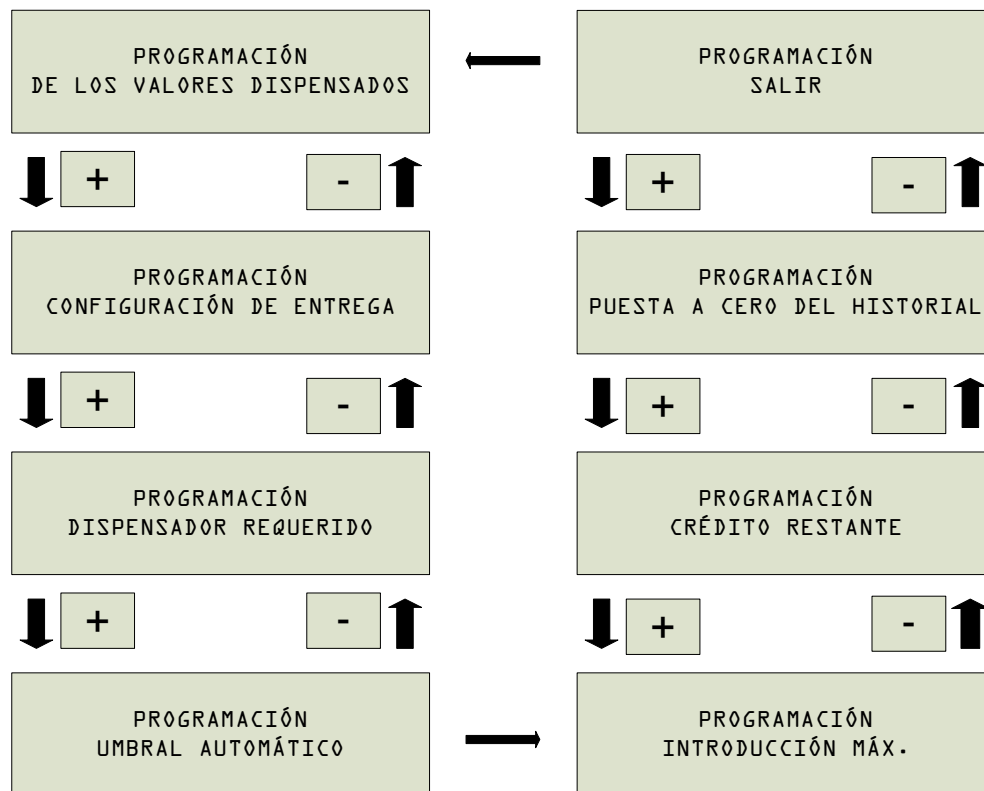 PROGRAMACIÓN
DE LOS VALORES DISPENSADOS
PROGRAMACIÓN
SALIR
+
-
+
-
PROGRAMACIÓN
CONFIGURACIÓN DE ENTREGA
PROGRAMACIÓN
PUESTA A CERO DEL HISTORIAL
+
-
+
-
PROGRAMACIÓN
DISPENSADOR REQUERIDO
PROGRAMACIÓN
CRÉDITO RESTANTE
+
-
+
-
PROGRAMACIÓN
UMBRAL AUTOMÁTICO
PROGRAMACIÓN
INTRODUCCIÓN MÁX.